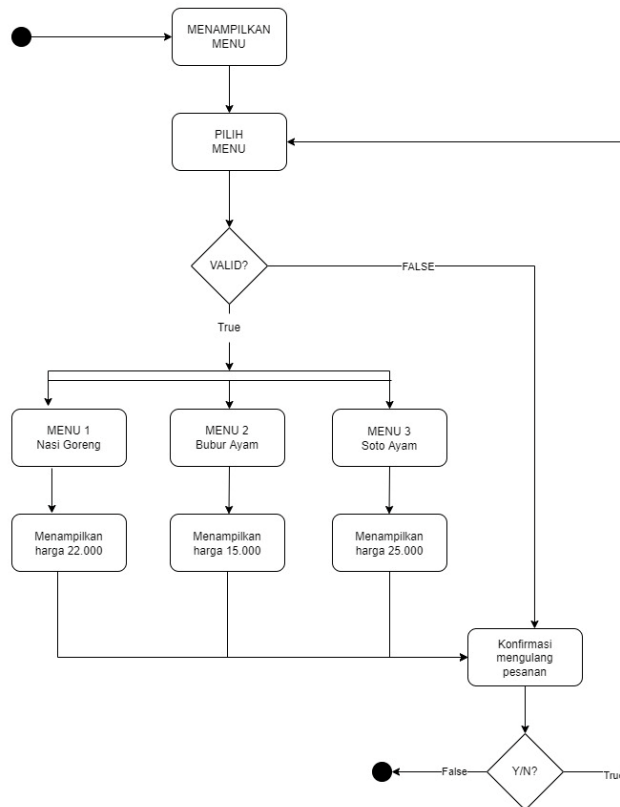 MENAMPILKAN
MENU
PILIH
MENU
VALID?
FALSE
True
MENU 1
Nasi Goreng
MENU 2
Bubur Ayam
MENU 3
Soto Ayam
Menampilkan
harga 22.000
Menampilkan
harga 15.000
Menampilkan
harga 25.000
Konfirmasi
mengulang
pesanan
False
Y/N?
True